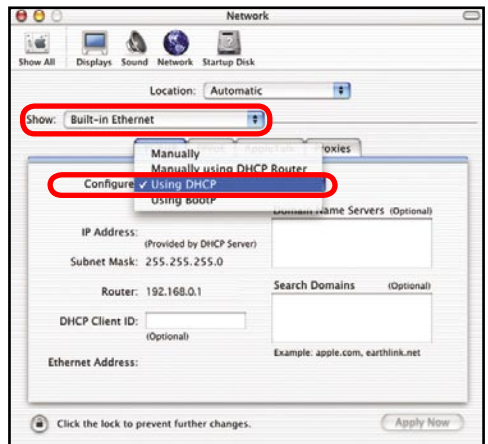 Network
Show All Displays Sound Network Startup Disk
Location: Automatic
Show: Built-in Ethernet
Proxies
Manually
Manually using DHCP Router
Configure ✓ Using DHCP
Using BootP
Domain Name Servers (Optional)
IP Address:
(Provided by DHCP Server)
Subnet Mask: 255.255.255.0
Router: 192.168.0.1
Search Domains (Optional)
DHCP Client ID:
(Optional)
Example: apple.com, earthlink.net
Ethernet Address:
Click the lock to prevent further changes.
Apply Now